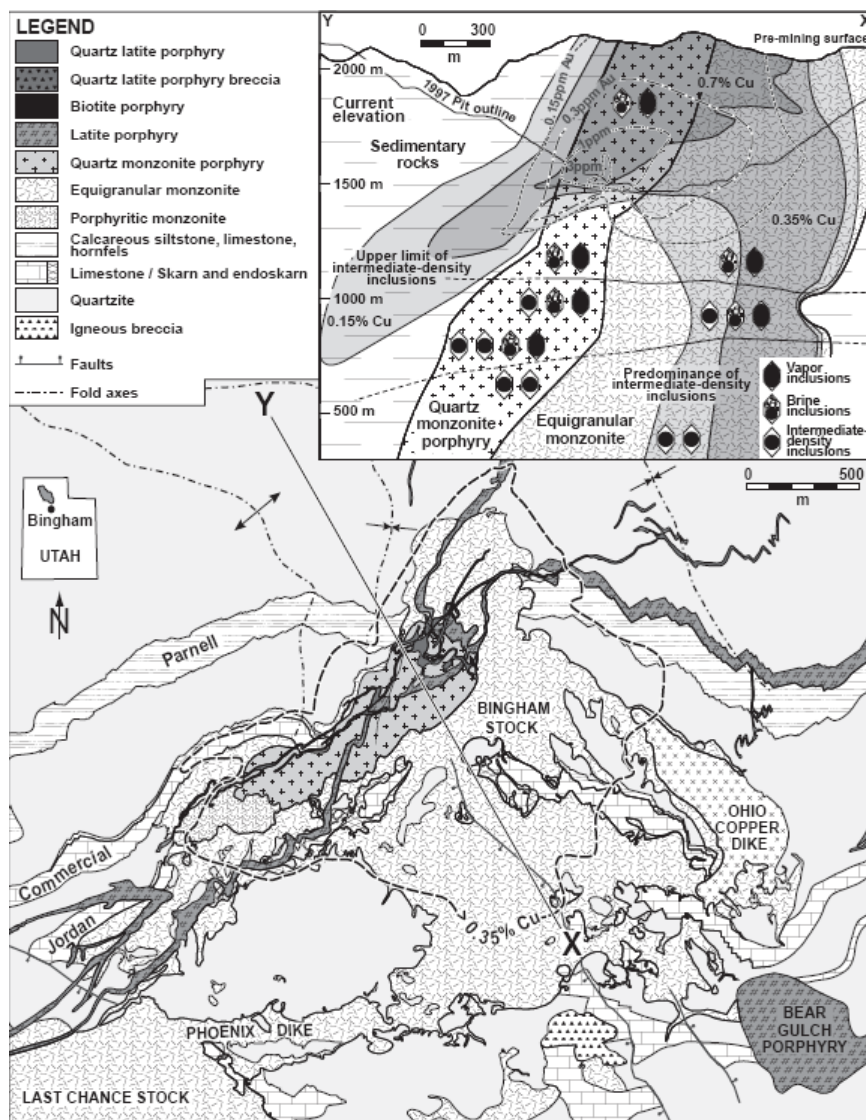 LEGEND
Quartz latite porphyry
Quartz latite porphyry breccia
Biotite porphyry
Latite porphyry
Quartz monzonite porphyry
Equigranular monzonite
Porphyritic monzonite
Calcareous siltstone, limestone,
hornfels
Limestone / Skarn and endoskarn
Quartzite
Igneous breccia
Faults
Fold axes
Y
X
0 300
m
Pre-mining surface
2000 m
Current
elevation
1997 Pit outline
0.15ppm Au
0.3ppm Au
1ppm
0.7% Cu
Sedimentary
rocks
1500 m
0.35% Cu
Upper limit of
intermediate-density
inclusions
1000 m
0.15% Cu
Predominance of
intermediate-density
inclusions
500 m
Quartz
monzonite
porphyry
Equigranular
monzonite
Vapor
inclusions
Brine
inclusions
Intermediate-
density
inclusions
0 500
m
Y
Bingham
UTAH
N
Parnell
BINGHAM
STOCK
OHIO
COPPER
DIKE
Commercial
Jordan
0.35% Cu
X
PHOENIX DIKE
BEAR
GULCH
PORPHYRY
LAST CHANCE STOCK